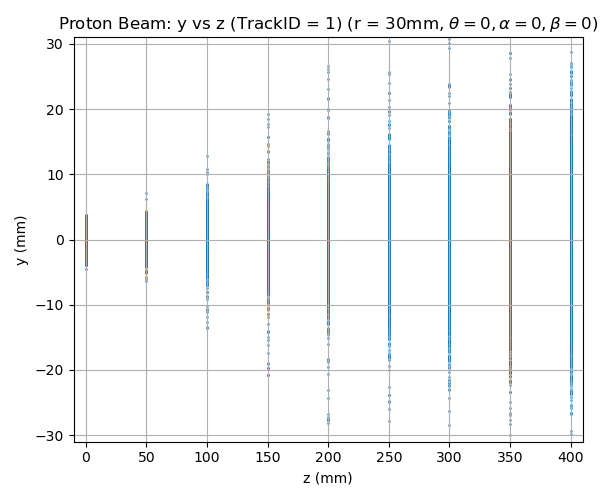 Proton Beam: y vs z (TrackID = 1) (r = 30mm, θ = 0, α = 0, β = 0)
30
20
10
0
−10
−20
−30
y (mm)
0 50 100 150 200 250 300 350 400
z (mm)